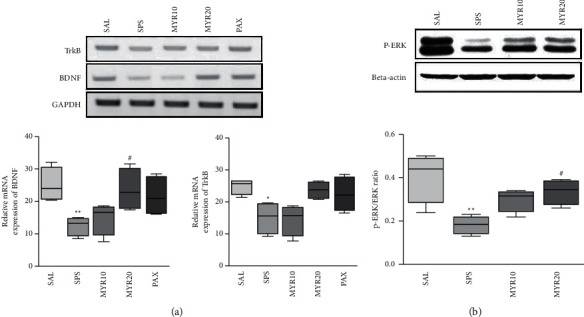 SAL SPS MYR10 MYR20 PAX
TrkB
BDNF
GAPDH
SAL SPS MYR10 MYR20
P-ERK
Beta-actin
Relative mRNA
expression of BDNF
40
30
20
10
0
**
#
SAL SPS MYR10 MYR20 PAX
Relative mRNA
expression of TrkB
40
30
20
10
0
*
SAL SPS MYR10 MYR20 PAX
(a)
p-ERK/ERK ratio
0.6
0.4
0.2
0.0
**
#
SAL SPS MYR10 MYR20
(b)